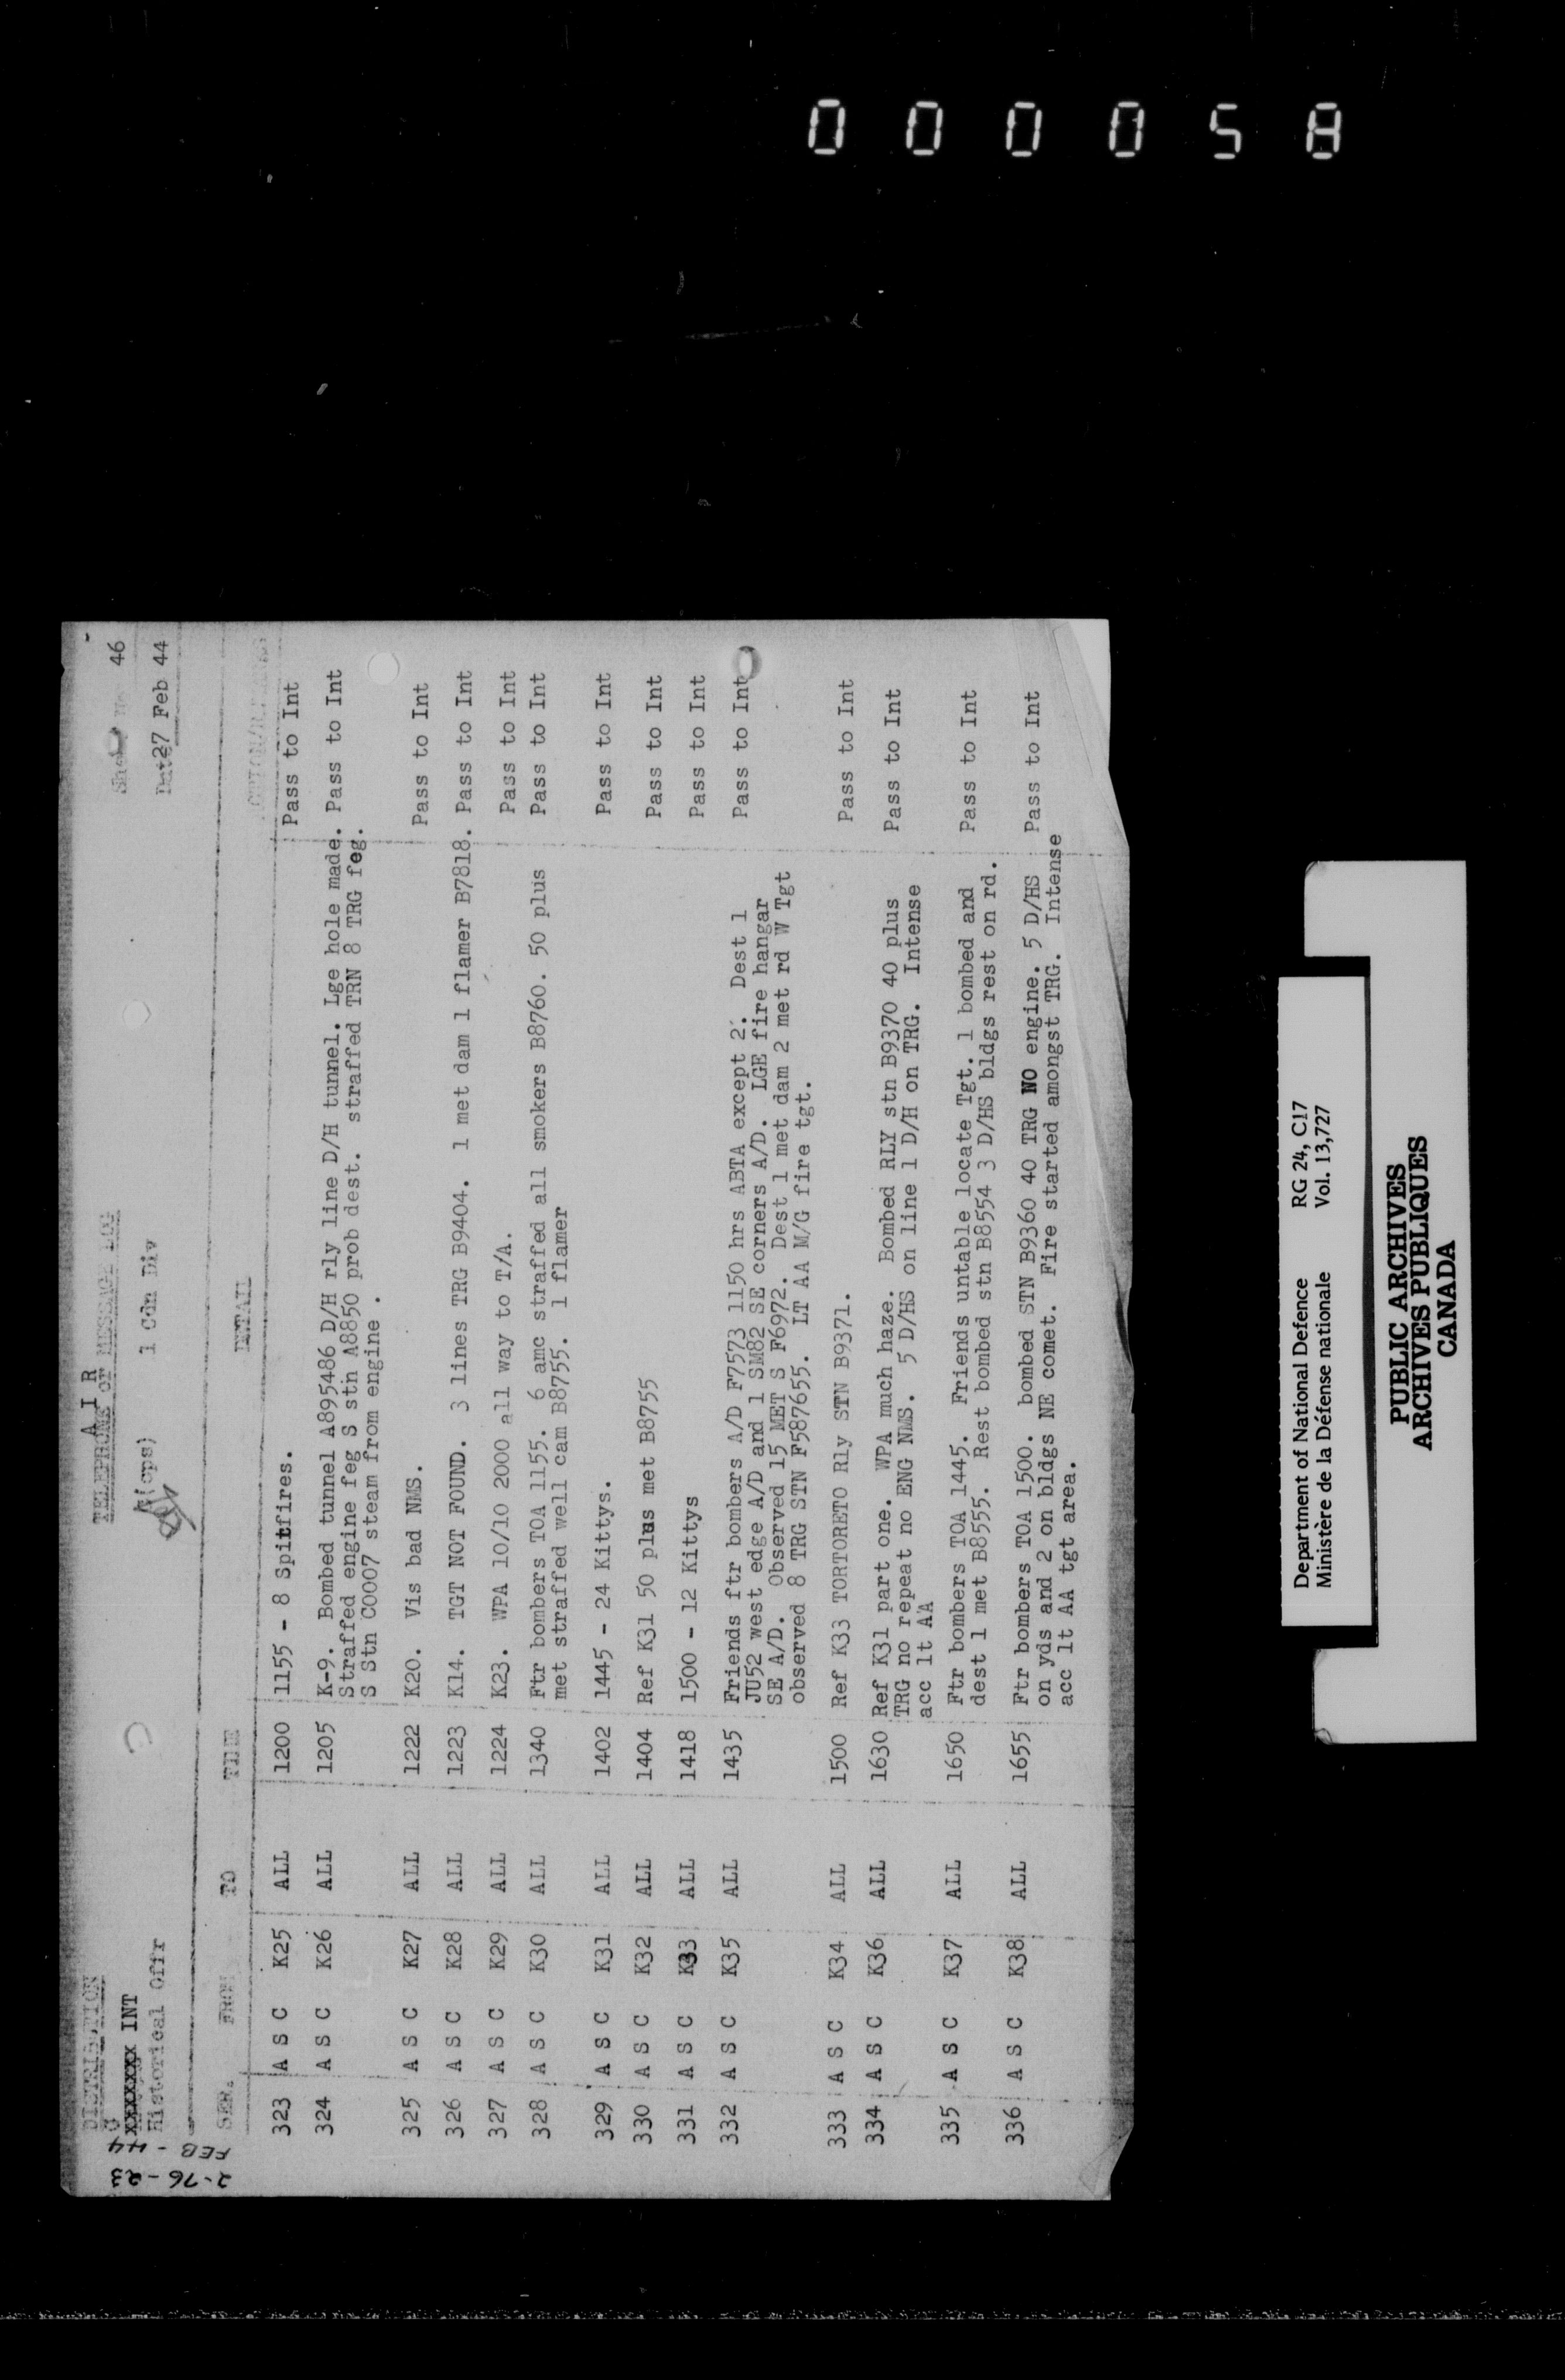 000058
2-76-23
FEB - 44
DISTRIBUTION
G
XXXXXXX INT
Historical Offr
A I R
TELEPHONE OR MESSAGE LOG
G(ops) 1 Cdn Div
Sheet No 46
Date 27 Feb 44
SER. FROM TO TIME DETAIL
323 A S C K25 ALL 1200 1155 - 8 Spitfires. Pass to Int
324 A S C K26 ALL 1205 K-9. Bombed tunnel A895486 D/H rly line D/H tunnel. Lge hole made. Pass to Int
Straffed engine feg S stn A8850 prob dest. straffed TRN 8 TRG feg.
S Stn C0007 steam from engine .
325 A S C K27 ALL 1222 K20. Vis bad NMS. Pass to Int
326 A S C K28 ALL 1223 K14. TGT NOT FOUND. 3 lines TRG B9404. 1 met dam 1 flamer B7818. Pass to Int
327 A S C K29 ALL 1224 K23. WPA 10/10 2000 all way to T/A. Pass to Int
328 A S C K30 ALL 1340 Ftr bombers TOA 1155. 6 amc straffed all smokers B8760. 50 plus Pass to Int
met straffed well cam B8755. 1 flamer
329 A S C K31 ALL 1402 1445 - 24 Kittys. Pass to Int
330 A S C K32 ALL 1404 Ref K31 50 plus met B8755 Pass to Int
331 A S C K33 ALL 1418 1500 - 12 Kittys Pass to Int
332 A S C K35 ALL 1435 Friends ftr bombers A/D F7573 1150 hrs ABTA except 2. Dest 1 Pass to Int
JU52 west edge A/D and 1 SM82 SE corners A/D. LGE fire hangar
SE A/D. Observed 15 MET S F6972. Dest 1 met dam 2 met rd W Tgt
observed 8 TRG STN F587655. LT AA M/G fire tgt.
333 A S C K34 ALL 1500 Ref K33 TORTORETO Rly STN B9371. Pass to Int
334 A S C K36 ALL 1630 Ref K31 part one. WPA much haze. Bombed RLY stn B9370 40 plus Pass to Int
TRG no repeat no ENG NMS. 5 D/HS on line 1 D/H on TRG. Intense
acc lt AA
335 A S C K37 ALL 1650 Ftr bombers TOA 1445. Friends untable locate Tgt. 1 bombed and Pass to Int
dest 1 met B8555. Rest bombed stn B8554 3 D/HS bldgs rest on rd.
336 A S C K38 ALL 1655 Ftr bombers TOA 1500. bombed STN B9360 40 TRG NO engine. 5 D/HS Pass to Int
on yds and 2 on bldgs NE comet. Fire started amongst TRG. Intense
acc lt AA tgt area.
Department of National Defence RG 24, C17
Ministère de la Défense nationale Vol. 13,727
PUBLIC ARCHIVES
ARCHIVES PUBLIQUES
CANADA